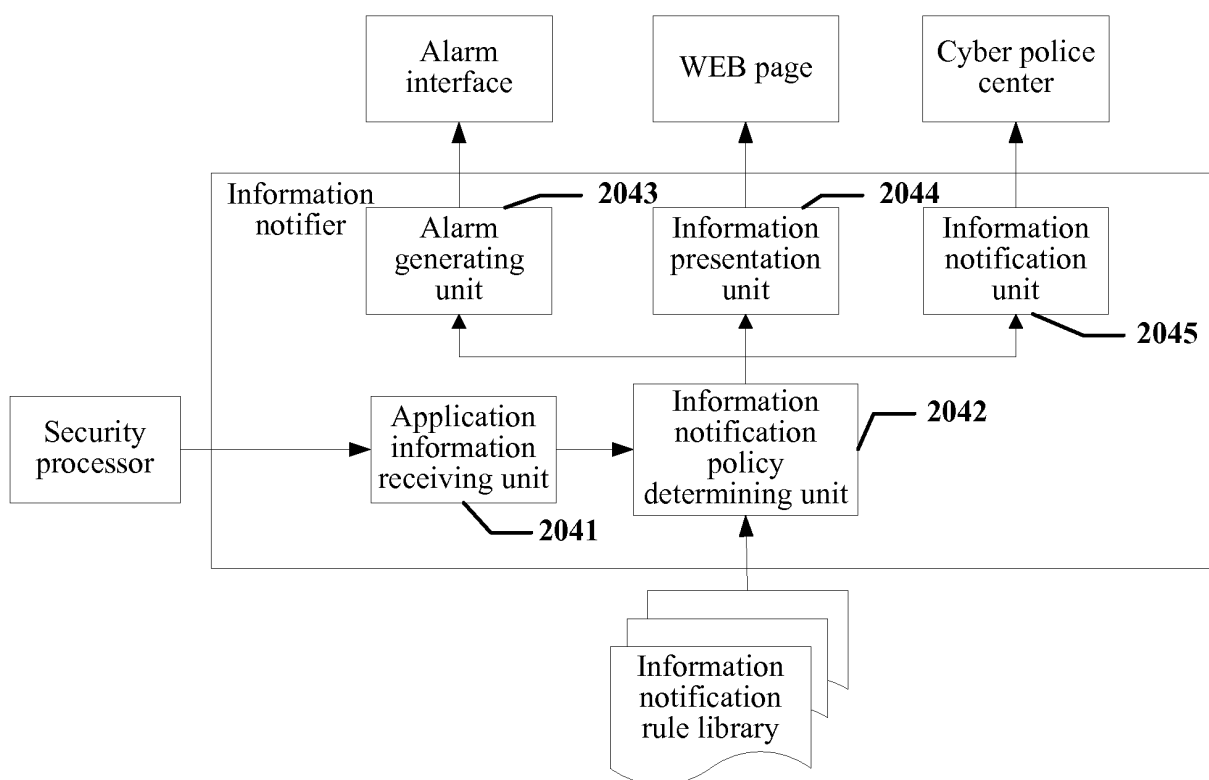 Alarm
interface
WEB page
Cyber police
center
Information
notifier
2043
2044
Alarm
generating
unit
Information
presentation
unit
Information
notification
unit
2045
Security
processor
Application
information
receiving unit
2041
Information
notification
policy
determining unit
2042
Information
notification
rule library